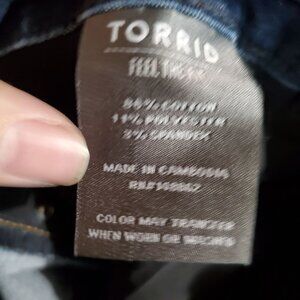 TORRID
FEEL THE
86% COTTON
11% POLYESTER
3% SPANDEX
MADE IN CAMBODIA
COLOR MAY TRANSFER
WHEN WORN OR WASHED